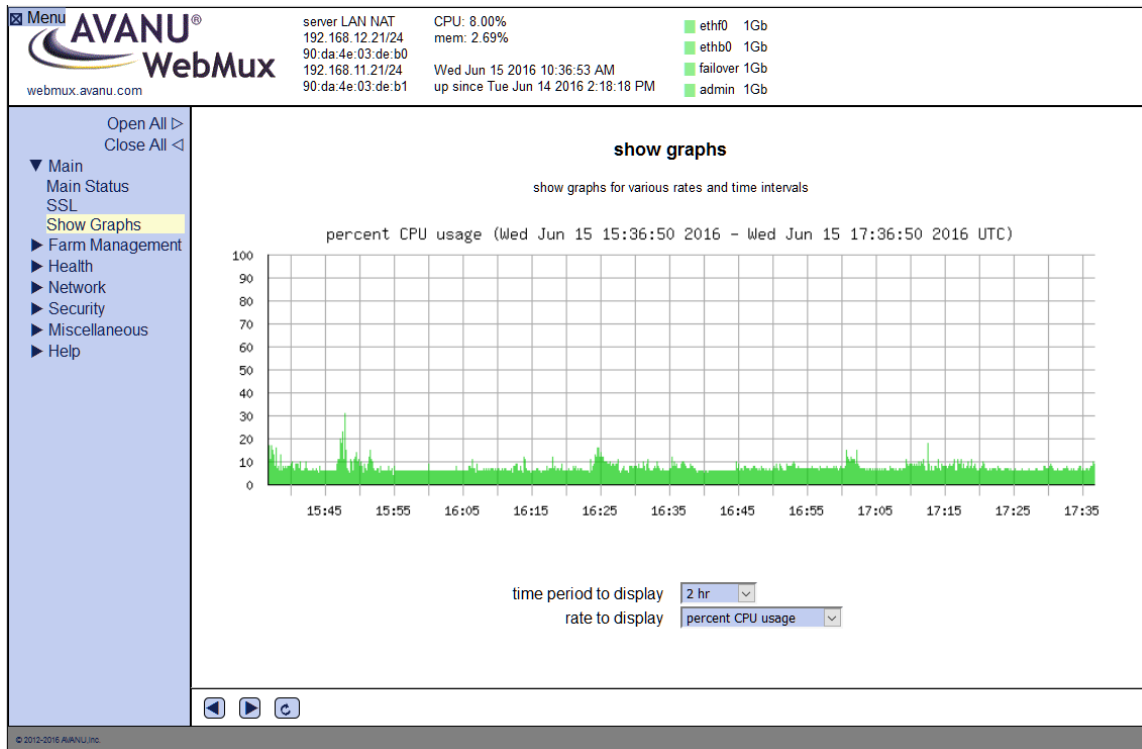 Menu
AVANU®
WebMux
webmux.avanu.com
server LAN NAT
192.168.12.21/24
90:da:4e:03:de:b0
192.168.11.21/24
90:da:4e:03:de:b1
CPU: 8.00%
mem: 2.69%
Wed Jun 15 2016 10:36:53 AM
up since Tue Jun 14 2016 2:18:18 PM
ethf0 1Gb
ethb0 1Gb
failover 1Gb
admin 1Gb
Open All ▷
Close All ◁
▼ Main
Main Status
SSL
Show Graphs
▶ Farm Management
▶ Health
▶ Network
▶ Security
▶ Miscellaneous
▶ Help
show graphs
show graphs for various rates and time intervals
percent CPU usage (Wed Jun 15 15:36:50 2016 - Wed Jun 15 17:36:50 2016 UTC)
100
90
80
70
60
50
40
30
20
10
0
15:45 15:55 16:05 16:15 16:25 16:35 16:45 16:55 17:05 17:15 17:25 17:35
time period to display 2 hr
rate to display percent CPU usage
© 2012-2016 AVANU, Inc.